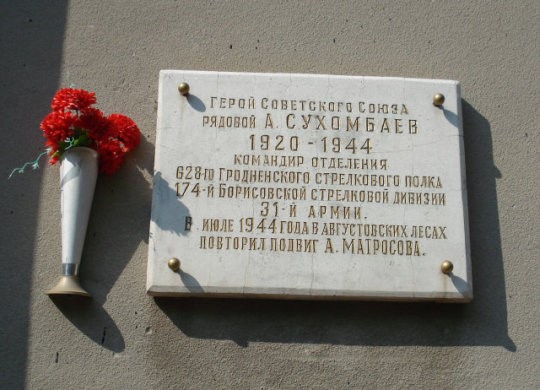 Герой Советского Союза
рядовой А. Сухомбаев
1920 - 1944
командир отделения
628-го Гродненского стрелкового полка
174-й Борисовской стрелковой дивизии
31-й армии.
В июле 1944 года в августовских лесах
повторил подвиг А. Матросова.